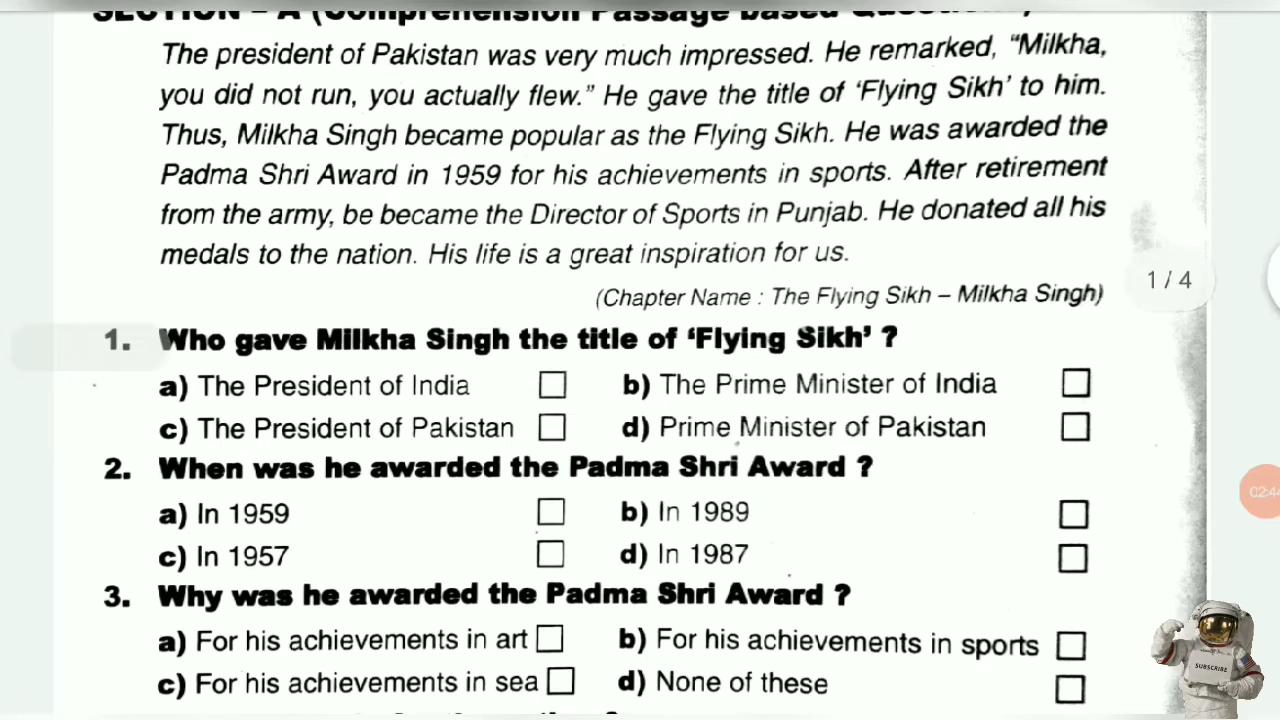 SECTION – A (Comprehension Passage based Questions)
The president of Pakistan was very much impressed. He remarked, “Milkha,
you did not run, you actually flew.” He gave the title of ‘Flying Sikh’ to him.
Thus, Milkha Singh became popular as the Flying Sikh. He was awarded the
Padma Shri Award in 1959 for his achievements in sports. After retirement
from the army, be became the Director of Sports in Punjab. He donated all his
medals to the nation. His life is a great inspiration for us.
(Chapter Name : The Flying Sikh – Milkha Singh)
1 / 4
1. Who gave Milkha Singh the title of ‘Flying Sikh’ ?
a) The President of India b) The Prime Minister of India
c) The President of Pakistan d) Prime Minister of Pakistan
2. When was he awarded the Padma Shri Award ?
a) In 1959 b) In 1989
02:44
c) In 1957 d) In 1987
3. Why was he awarded the Padma Shri Award ?
a) For his achievements in art b) For his achievements in sports
c) For his achievements in sea d) None of these
SUBSCRIBE